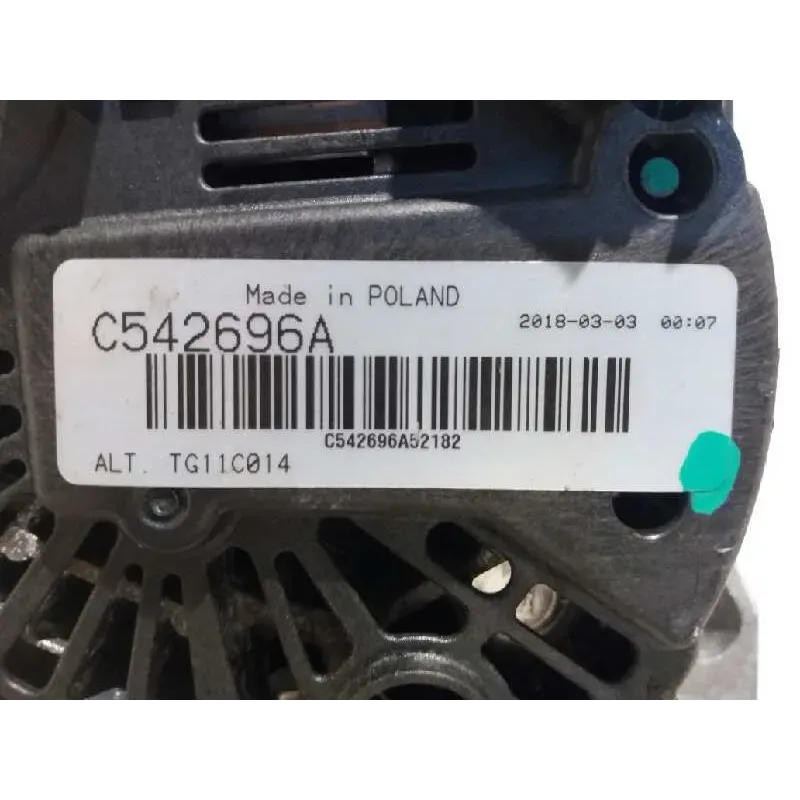 Made in POLAND
C542696A 2018-03-03 00:07
C542696A52182
ALT. TG11C014